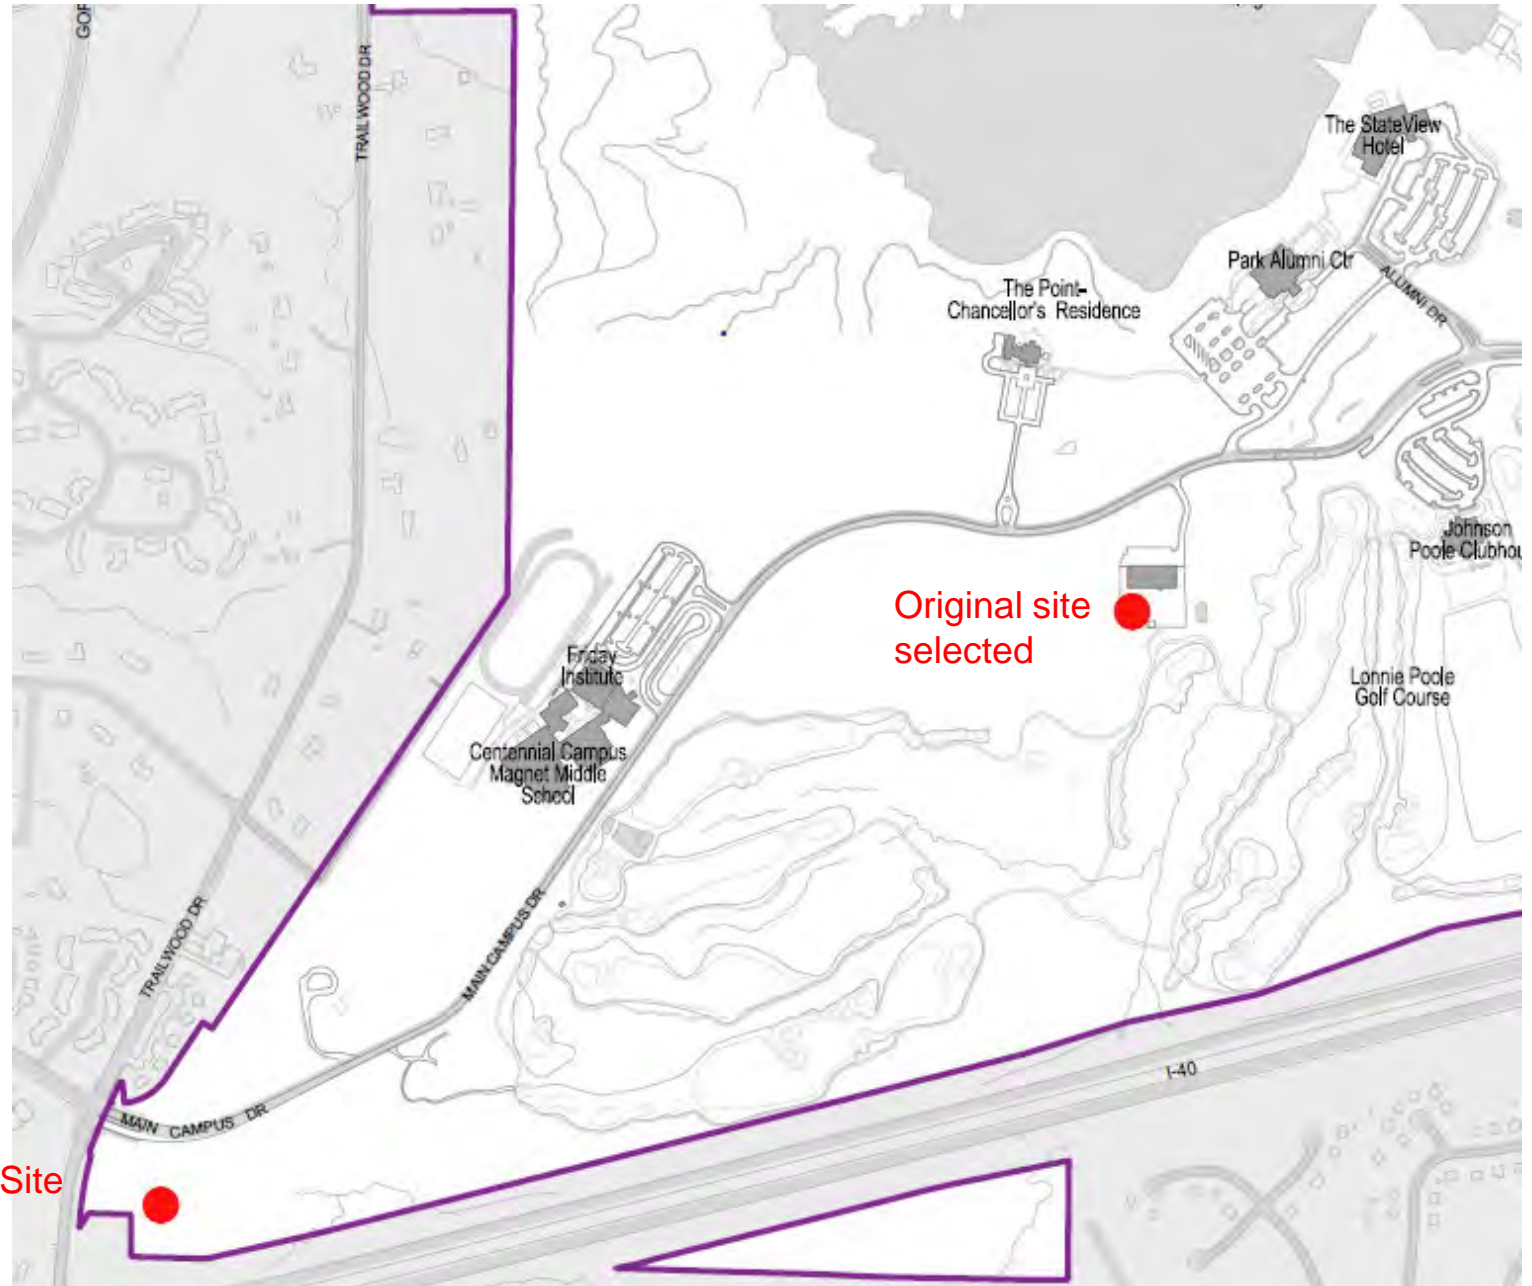 TRAILWOOD DR
The StateView
Hotel
Park Alumni Ctr
ALUMNI DR
The Point-
Chancellor's Residence
Johnson
Original site
selected
Friday
Institute
Lonnie Poole
Golf Course
Centennial Campus
Magnet Middle
School
MAIN CAMPUS DR
TRAILWOOD DR
I-40
MAIN CAMPUS DR
Site